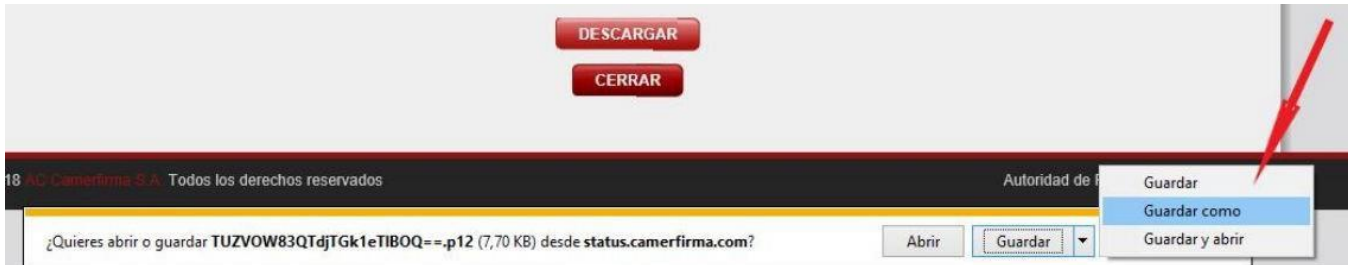 DESCARGAR
CERRAR
18 AC Camerfirma S.A. Todos los derechos reservados
Autoridad de
Guardar
Guardar como
Guardar y abrir
¿Quieres abrir o guardar TUZVOW83QTdjTGk1eTlBOQ==.p12 (7,70 KB) desde status.camerfirma.com?
Abrir
Guardar